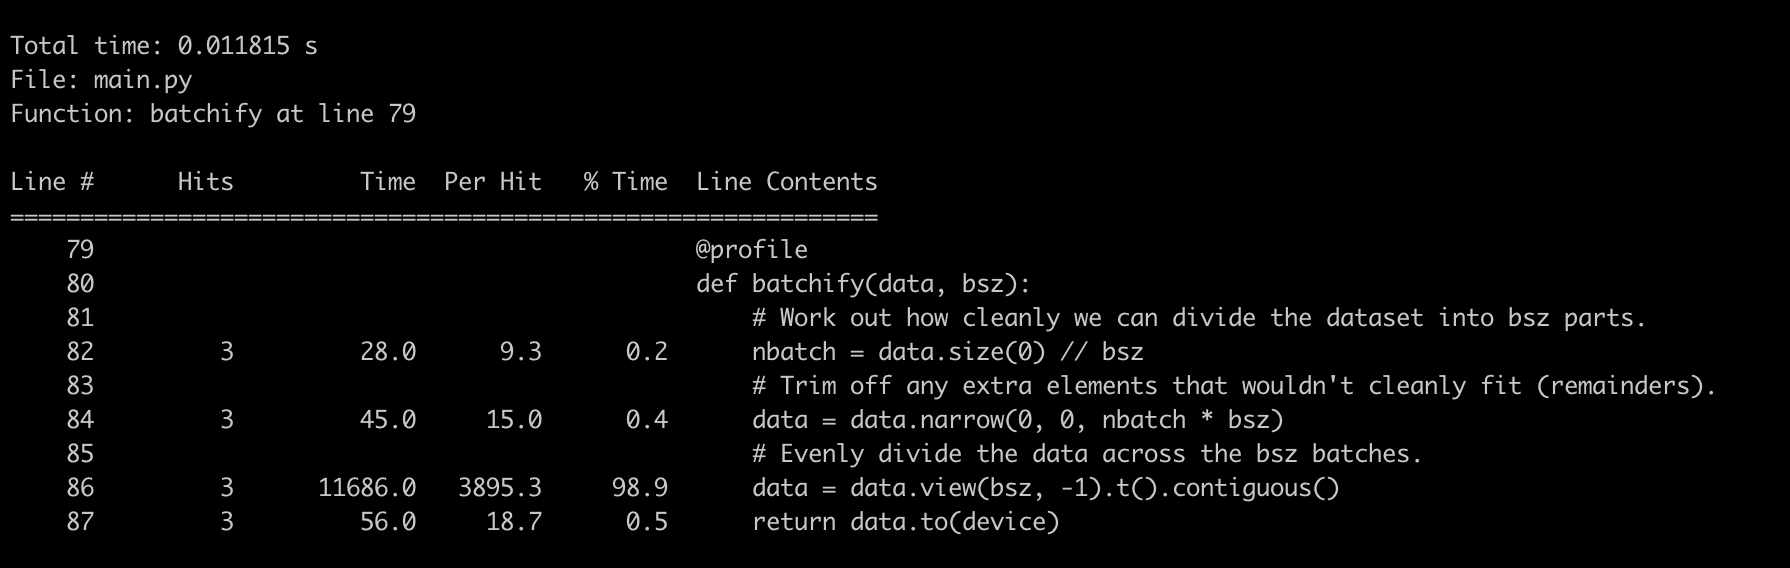 Total time: 0.011815 s
File: main.py
Function: batchify at line 79
Line #      Hits         Time  Per Hit   % Time  Line Contents
==============================================================
    79                                           @profile
    80                                           def batchify(data, bsz):
    81                                               # Work out how cleanly we can divide the dataset into bsz parts.
    82         3         28.0      9.3      0.2      nbatch = data.size(0) // bsz
    83                                               # Trim off any extra elements that wouldn't cleanly fit (remainders).
    84         3         45.0     15.0      0.4      data = data.narrow(0, 0, nbatch * bsz)
    85                                               # Evenly divide the data across the bsz batches.
    86         3      11686.0   3895.3     98.9      data = data.view(bsz, -1).t().contiguous()
    87         3         56.0     18.7      0.5      return data.to(device)